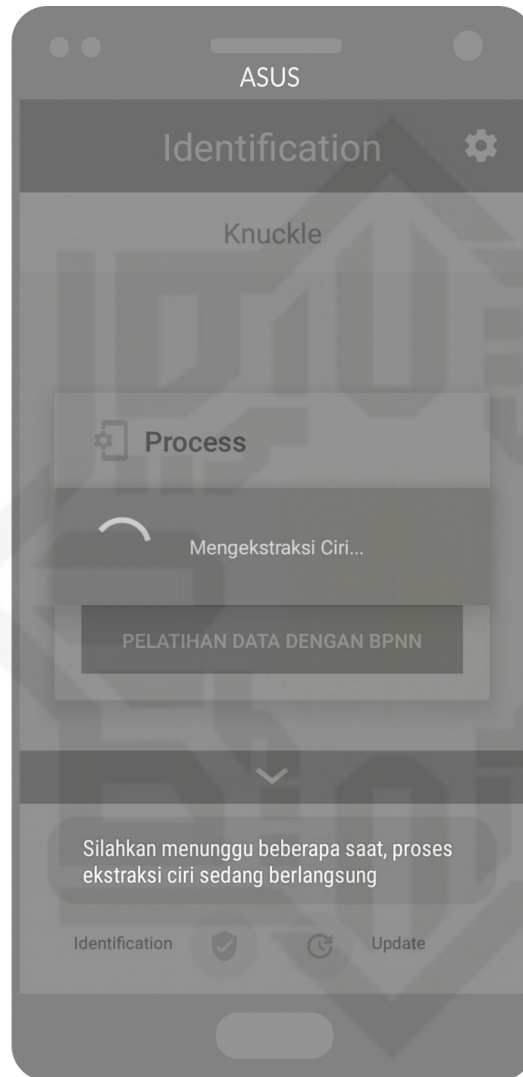 ASUS
Identification
Knuckle
Process
Mengekstraksi Ciri...
PELATIHAN DATA DENGAN BPNN
Silahkan menunggu beberapa saat, proses
ekstraksi ciri sedang berlangsung
Identification Update